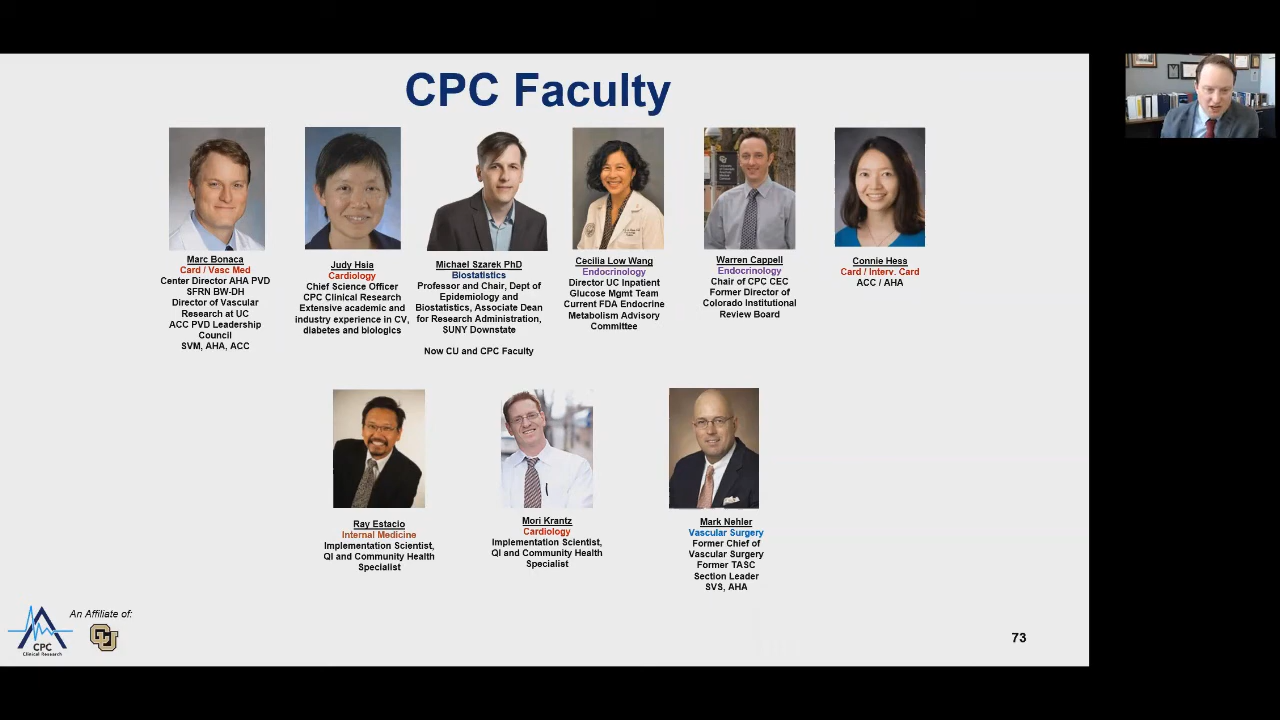 CPC Faculty
Marc Bonaca
Card / Vasc Med
Center Director AHA PVD
SFRN BW-DH
Director of Vascular
Research at UC
ACC PVD Leadership
Council
SVM, AHA, ACC
Judy Hsia
Cardiology
Chief Science Officer
CPC Clinical Research
Extensive academic and
industry experience in CV,
diabetes and biologics
Michael Szarek PhD
Biostatistics
Professor and Chair, Dept of
Epidemiology and
Biostatistics, Associate Dean
for Research Administration,
SUNY Downstate
Now CU and CPC Faculty
Cecilia Low Wang
Endocrinology
Director UC Inpatient
Glucose Mgmt Team
Current FDA Endocrine
Metabolism Advisory
Committee
Warren Cappell
Endocrinology
Chair of CPC CEC
Former Director of
Colorado Institutional
Review Board
Connie Hess
Card / Interv. Card
ACC / AHA
Ray Estacio
Internal Medicine
Implementation Scientist,
QI and Community Health
Specialist
Mori Krantz
Cardiology
Implementation Scientist,
QI and Community Health
Specialist
Mark Nehler
Vascular Surgery
Former Chief of
Vascular Surgery
Former TASC
Section Leader
SVS, AHA
An Affiliate of:
CPC
Clinical Research
CU
73